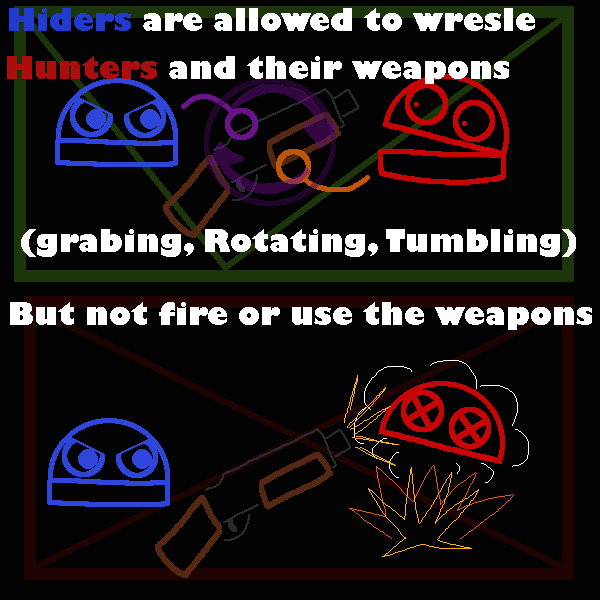 Hiders are allowed to wresle
Hunters and their weapons
(grabing, Rotating, Tumbling)
But not fire or use the weapons